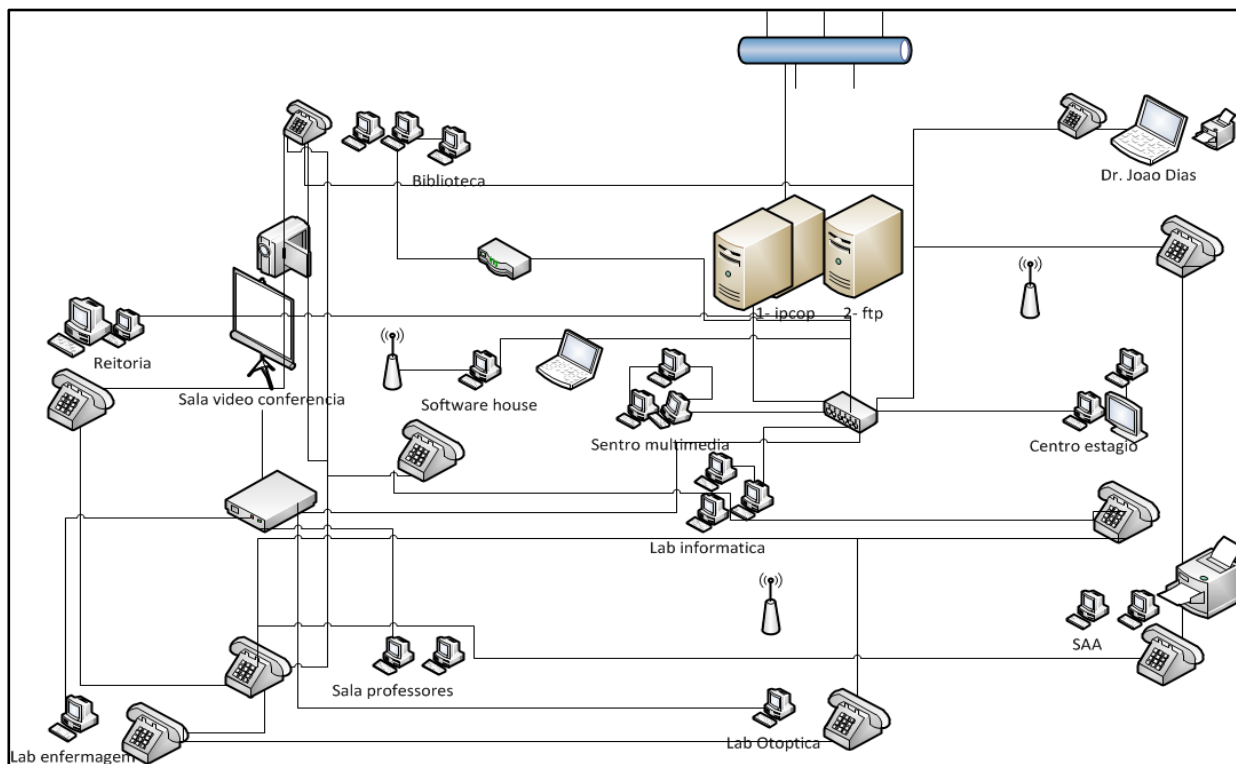 Biblioteca
Dr. Joao Dias
1- ipcop
2- ftp
Reitoria
Sala video conferencia
Software house
Sentro multimedia
Centro estagio
Lab informatica
SAA
Sala professores
Lab enfermagem
Lab Otoptica